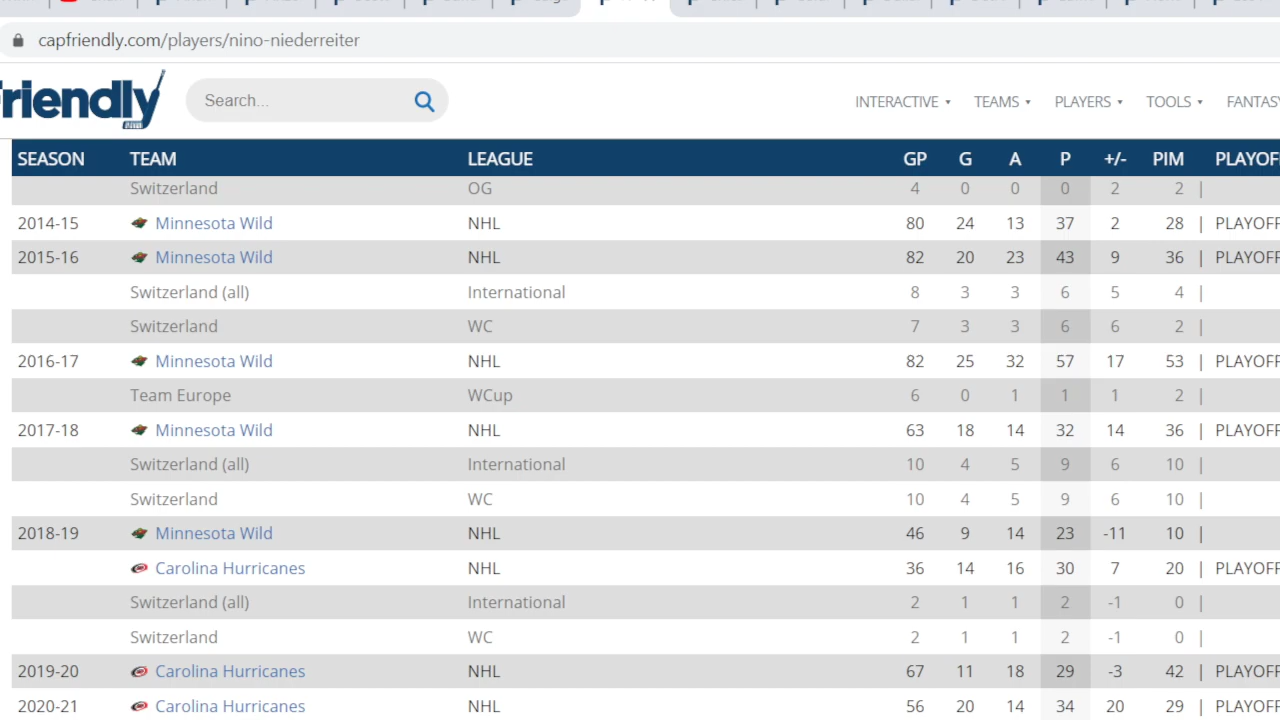 capfriendly.com/players/nino-niederreiter
friendly Search... INTERACTIVE TEAMS PLAYERS TOOLS FANTASY
SEASON TEAM LEAGUE GP G A P +/- PIM PLAYOFF
Switzerland OG 4 0 0 0 2 2 |
2014-15 Minnesota Wild NHL 80 24 13 37 2 28 | PLAYOFF
2015-16 Minnesota Wild NHL 82 20 23 43 9 36 | PLAYOFF
Switzerland (all) International 8 3 3 6 5 4 |
Switzerland WC 7 3 3 6 6 2 |
2016-17 Minnesota Wild NHL 82 25 32 57 17 53 | PLAYOFF
Team Europe WCup 6 0 1 1 1 2 |
2017-18 Minnesota Wild NHL 63 18 14 32 14 36 | PLAYOFF
Switzerland (all) International 10 4 5 9 6 10 |
Switzerland WC 10 4 5 9 6 10 |
2018-19 Minnesota Wild NHL 46 9 14 23 -11 10 |
Carolina Hurricanes NHL 36 14 16 30 7 20 | PLAYOFF
Switzerland (all) International 2 1 1 2 -1 0 |
Switzerland WC 2 1 1 2 -1 0 |
2019-20 Carolina Hurricanes NHL 67 11 18 29 -3 42 | PLAYOFF
2020-21 Carolina Hurricanes NHL 56 20 14 34 20 29 | PLAYOFF